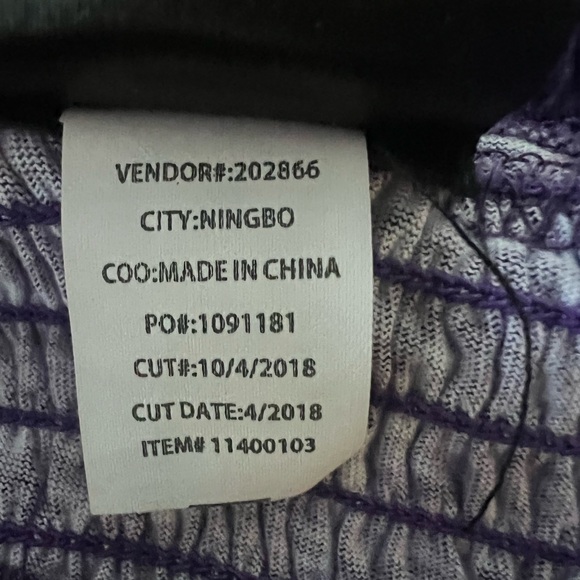 VENDOR#:202866
CITY:NINGBO
COO:MADE IN CHINA
PO#:1091181
CUT#:10/4/2018
CUT DATE:4/2018
ITEM# 11400103